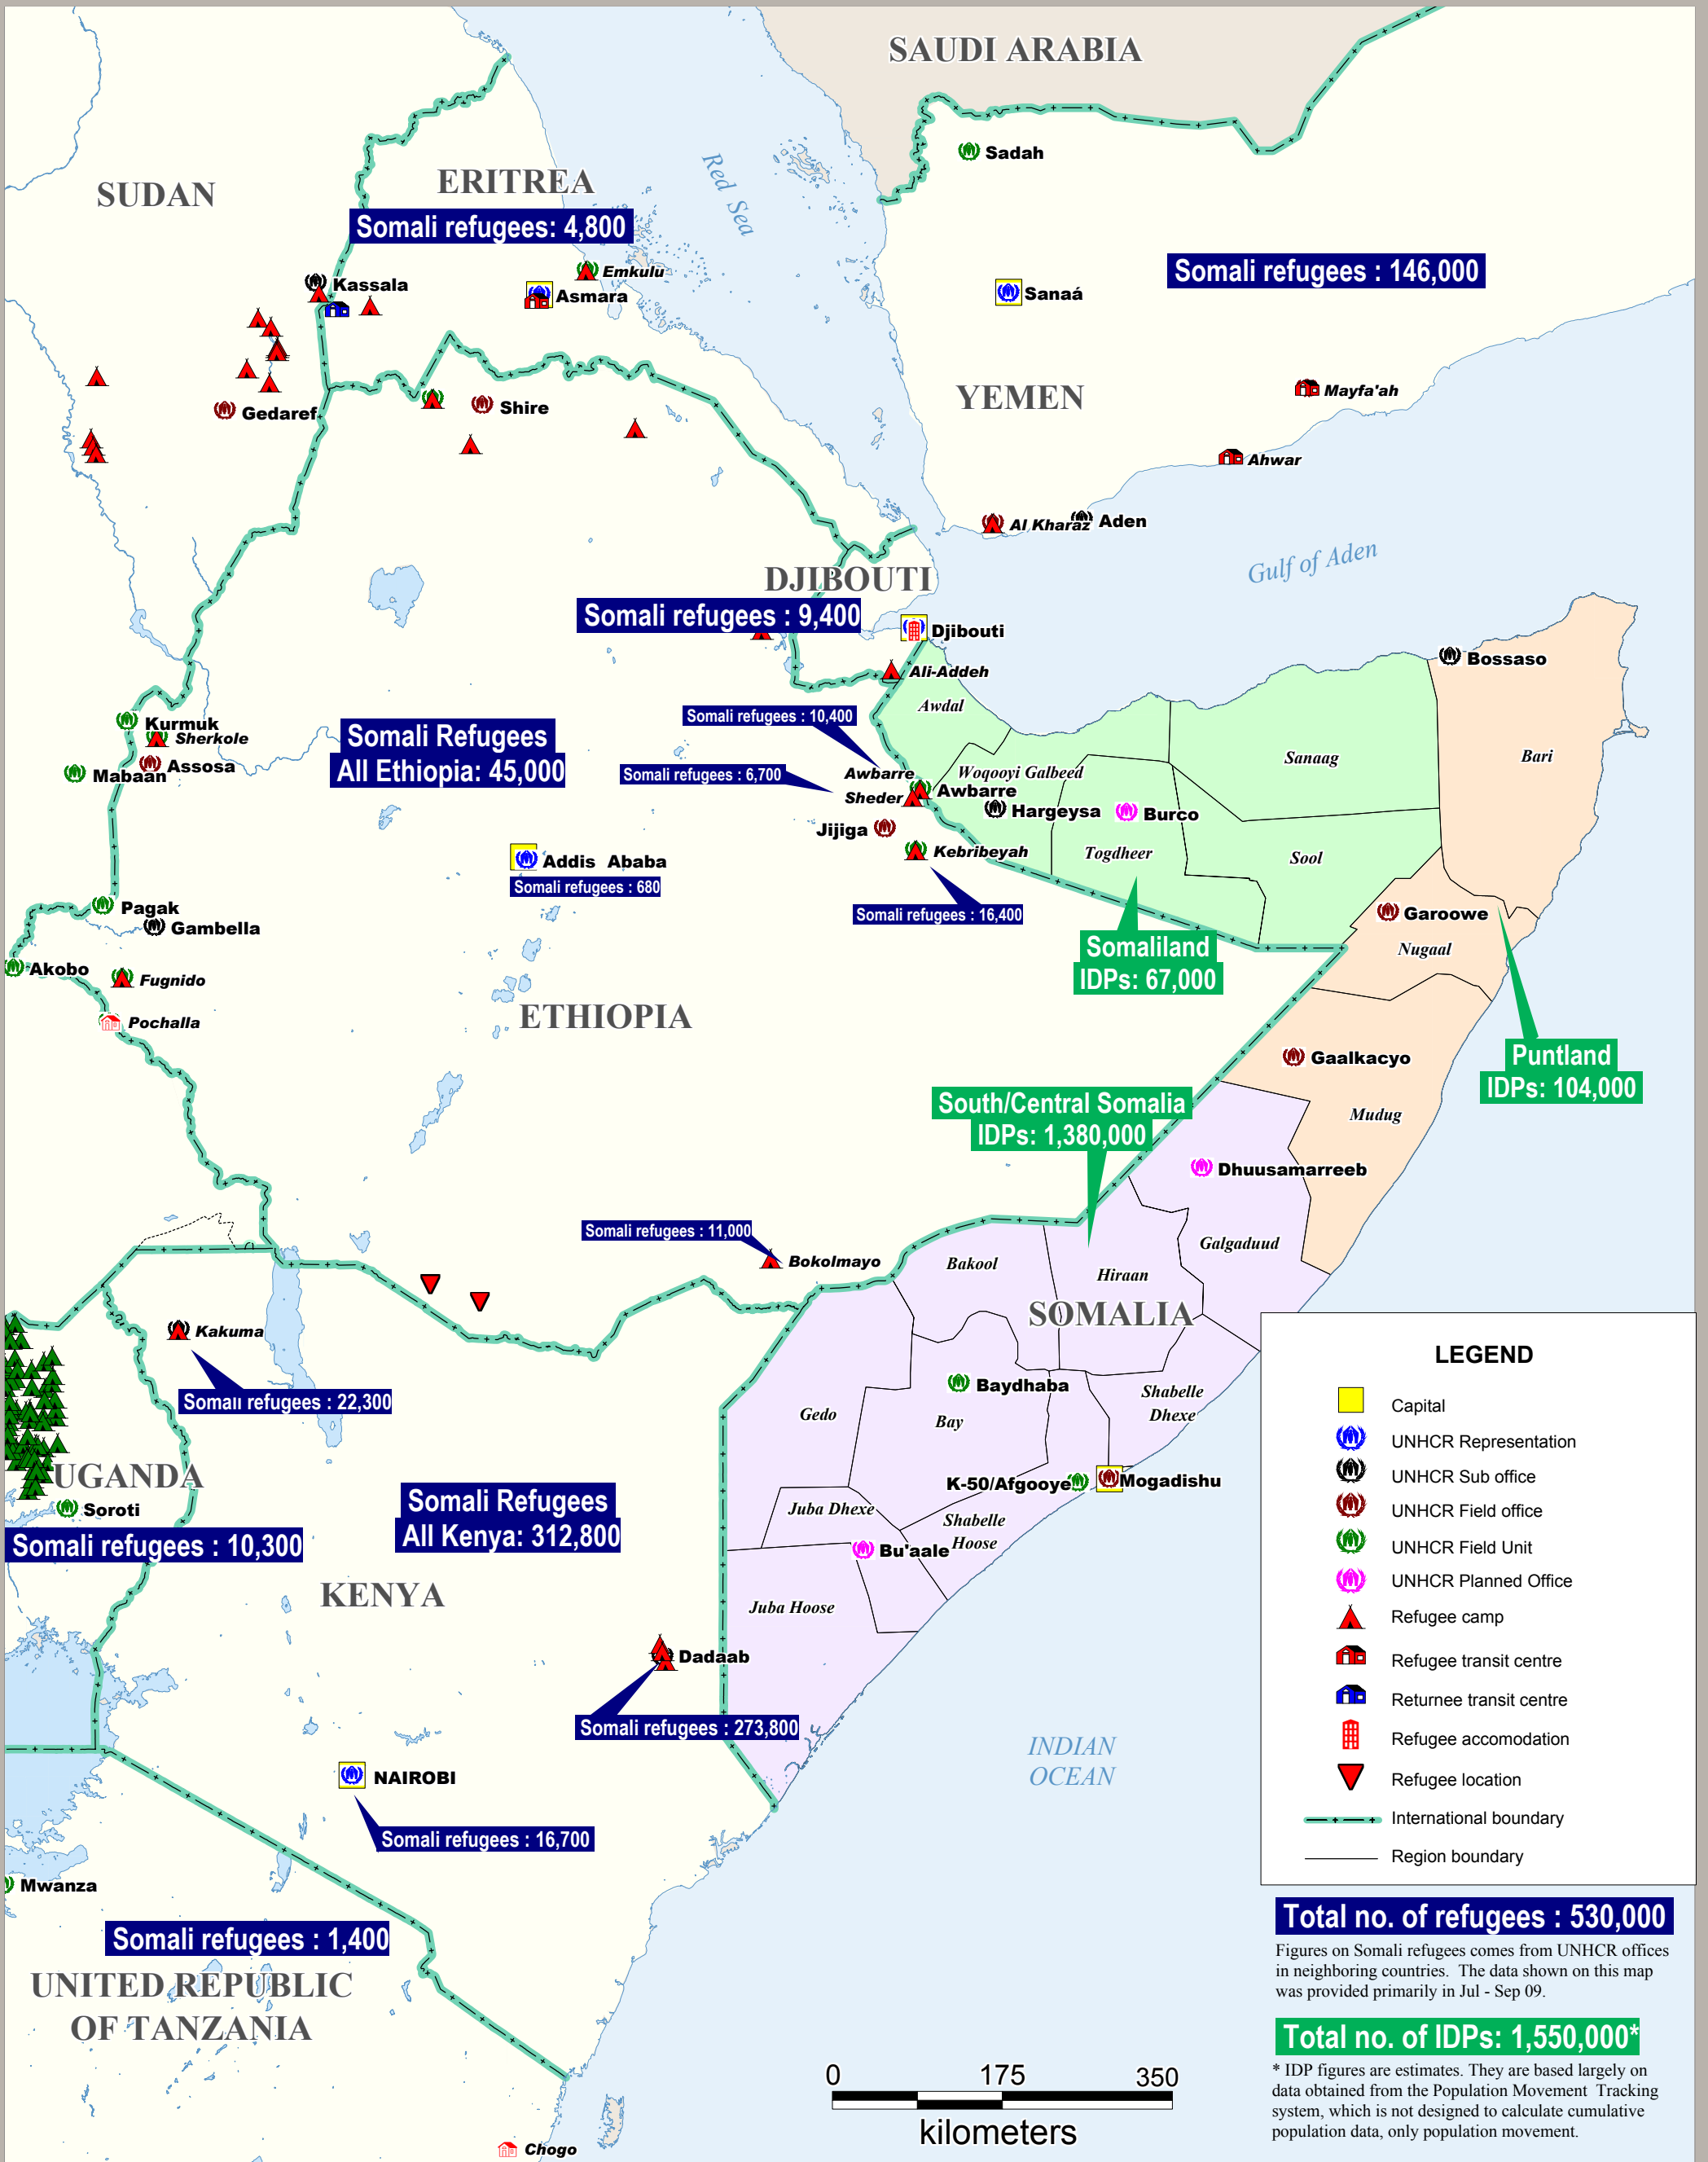 SAUDI ARABIA
Sadah
SUDAN
ERITREA
Red Sea
Somali refugees: 4,800
Somali refugees : 146,000
Emkulu
Kassala
Asmara
Sanaá
YEMEN
Mayfa'ah
Gedaref
Shire
Ahwar
Al Kharaz
Aden
Gulf of Aden
DJIBOUTI
Somali refugees : 9,400
Djibouti
Bossaso
Ali-Addeh
Awdal
Kurmuk
Sherkole
Somali Refugees
All Ethiopia: 45,000
Somali refugees : 10,400
Sanaag
Bari
Assosa
Mabaan
Somali refugees : 6,700
Awbarre
Woqooyi Galbeed
Sheder
Awbarre
Hargeysa
Burco
Jijiga
Kebribeyah
Togdheer
Sool
Addis Ababa
Somali refugees : 680
Pagak
Gambella
Somali refugees : 16,400
Garoowe
Nugaal
Somaliland
IDPs: 67,000
Akobo
Fugnido
Pochalla
ETHIOPIA
Gaalkacyo
Puntland
IDPs: 104,000
South/Central Somalia
IDPs: 1,380,000
Mudug
Dhuusamarreeb
Somali refugees : 11,000
Bokolmayo
Bakool
Hiraan
Galgaduud
SOMALIA
Kakuma
Somali refugees : 22,300
Baydhaba
Gedo
Bay
Shabelle
Dhexe
UGANDA
Soroti
Somali refugees : 10,300
Somali Refugees
All Kenya: 312,800
K-50/Afgooye
Mogadishu
Juba Dhexe
Shabelle
Hoose
Bu'aale
KENYA
Juba Hoose
Dadaab
Somali refugees : 273,800
INDIAN
OCEAN
NAIROBI
Somali refugees : 16,700
Mwanza
Somali refugees : 1,400
UNITED REPUBLIC
OF TANZANIA
Chogo
0 175 350
kilometers
LEGEND
Capital
UNHCR Representation
UNHCR Sub office
UNHCR Field office
UNHCR Field Unit
UNHCR Planned Office
Refugee camp
Refugee transit centre
Returnee transit centre
Refugee accomodation
Refugee location
International boundary
Region boundary
Total no. of refugees : 530,000
Figures on Somali refugees comes from UNHCR offices
in neighboring countries. The data shown on this map
was provided primarily in Jul - Sep 09.
Total no. of IDPs: 1,550,000*
* IDP figures are estimates. They are based largely on
data obtained from the Population Movement Tracking
system, which is not designed to calculate cumulative
population data, only population movement.